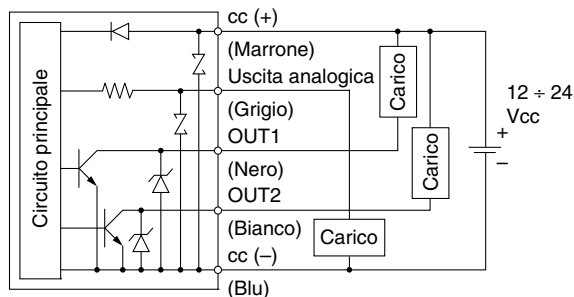 Circuito principale
cc (+)
(Marrone)
Uscita analogica
(Grigio)
OUT1
(Nero)
OUT2
(Bianco)
cc (–)
(Blu)
Carico
Carico
Carico
12 ÷ 24
Vcc
+
–